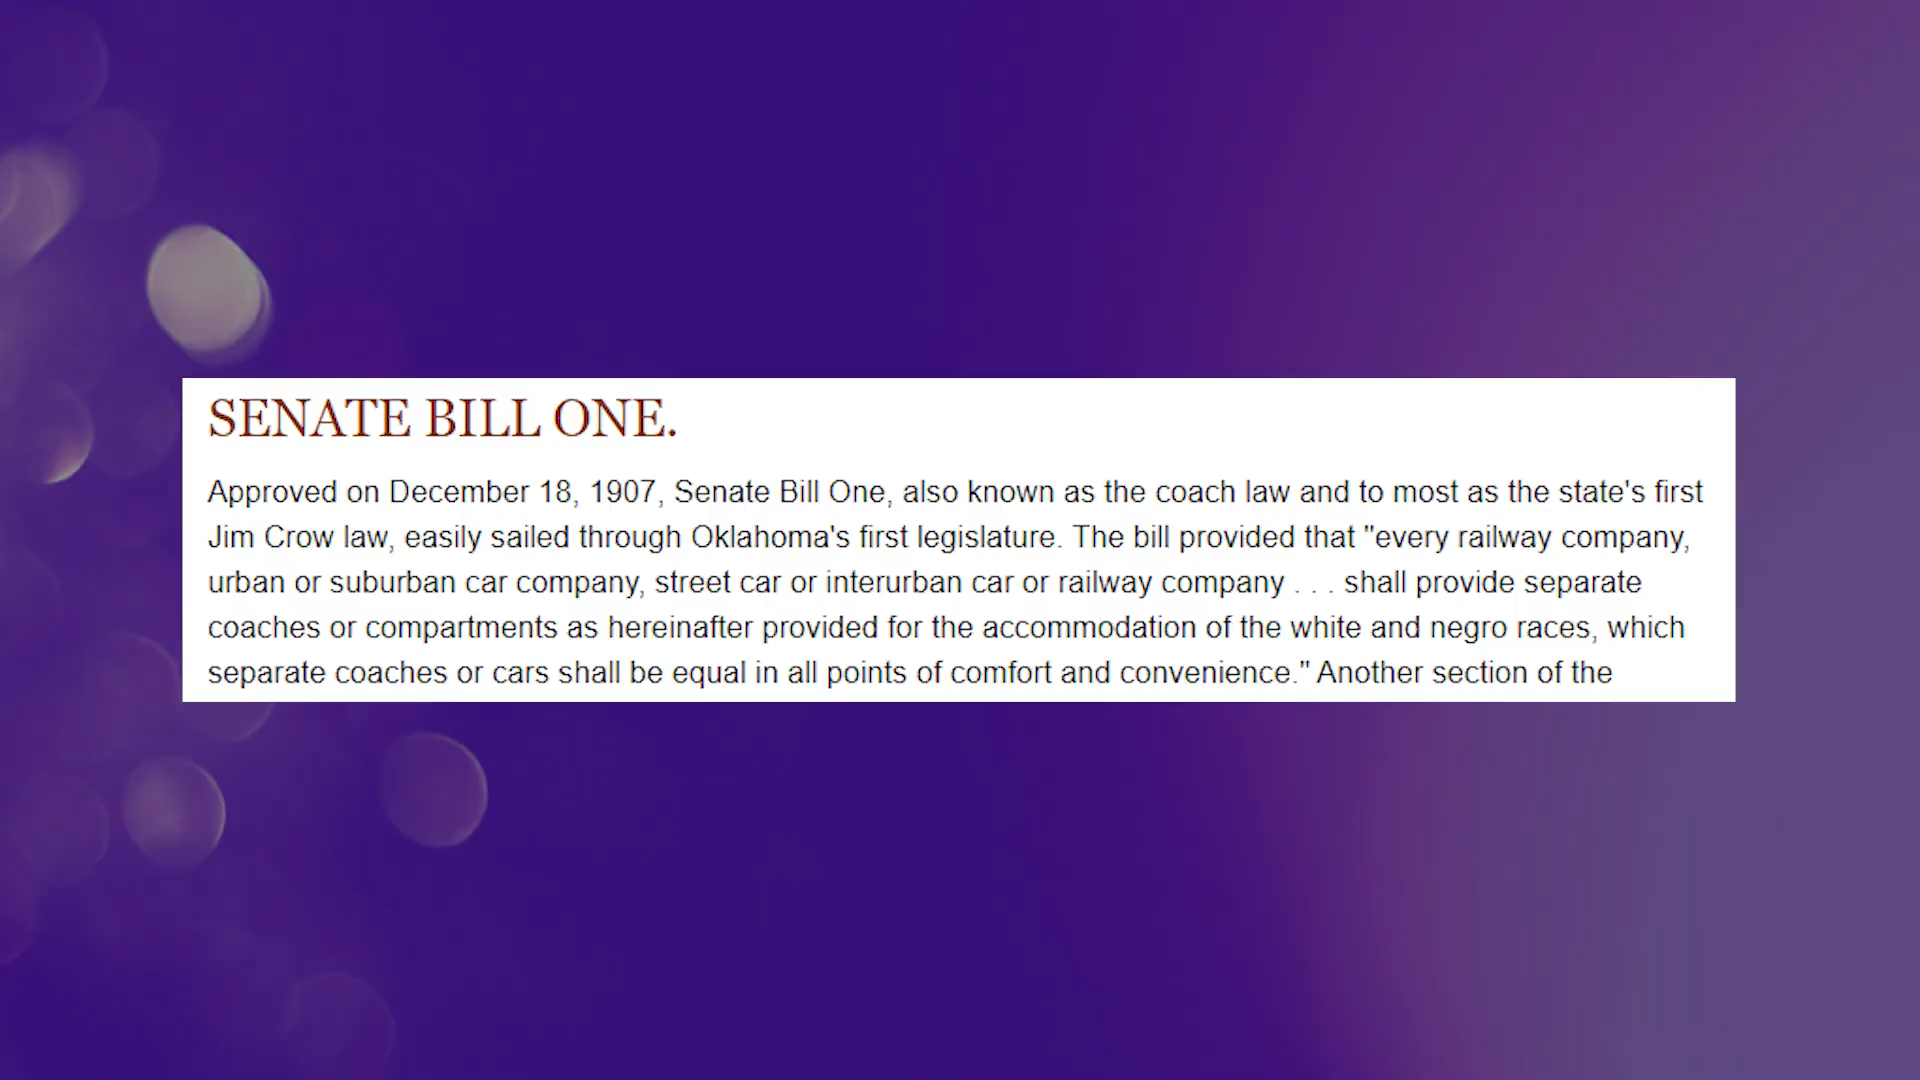 SENATE BILL ONE.
Approved on December 18, 1907, Senate Bill One, also known as the coach law and to most as the state's first
Jim Crow law, easily sailed through Oklahoma's first legislature. The bill provided that "every railway company,
urban or suburban car company, street car or interurban car or railway company . . . shall provide separate
coaches or compartments as hereinafter provided for the accommodation of the white and negro races, which
separate coaches or cars shall be equal in all points of comfort and convenience." Another section of the